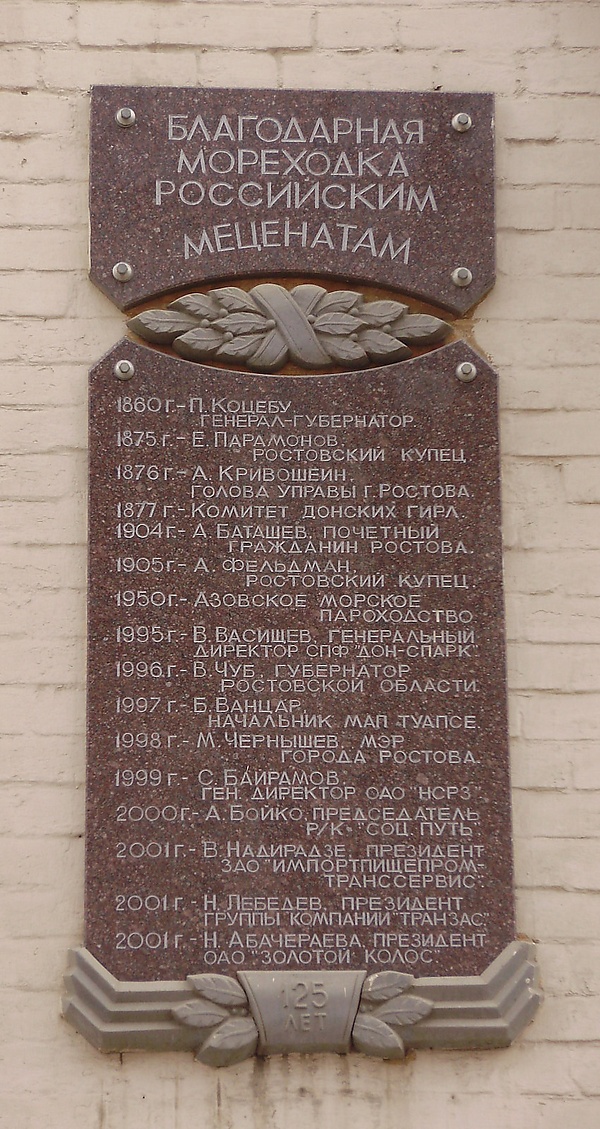 БЛАГОДАРНАЯ
МОРЕХОДКА
РОССИЙСКИМ
МЕЦЕНАТАМ
1860 г.- П. КОЦЕБУ
ГЕНЕРАЛ-ГУБЕРНАТОР.
1875 г.- Е. ПАРАМОНОВ.
РОСТОВСКИЙ КУПЕЦ.
1876 г.- А. КРИВОШЕИН.
ГОЛОВА УПРАВЫ Г. РОСТОВА.
1877 г.- КОМИТЕТ ДОНСКИХ ГИРЛ.
1904 г.- А. БАТАШЕВ, ПОЧЕТНЫЙ
ГРАЖДАНИН РОСТОВА.
1905 г.- А. ФЕЛЬДМАН,
РОСТОВСКИЙ КУПЕЦ.
1950 г.- АЗОВСКОЕ МОРСКОЕ
ПАРОХОДСТВО.
1995 г.- В. ВАСИЩЕВ, ГЕНЕРАЛЬНЫЙ
ДИРЕКТОР СПФ "ДОН-СПАРК".
1996 г.- В. ЧУБ, ГУБЕРНАТОР
РОСТОВСКОЙ ОБЛАСТИ.
1997 г.- Б. ВАНЦАР,
НАЧАЛЬНИК МАП ТУАПСЕ.
1998 г.- М. ЧЕРНЫШЕВ, МЭР
ГОРОДА РОСТОВА.
1999 г.- С. БАЙРАМОВ.
ГЕН. ДИРЕКТОР ОАО "НСРЗ".
2000 г.- А. БОЙКО, ПРЕДСЕДАТЕЛЬ
Р/К "СОЦ. ПУТЬ".
2001 г.- В. НАДИРАДЗЕ, ПРЕЗИДЕНТ
ЗАО "ИМПОРТПИЩЕПРОМ-
ТРАНССЕРВИС".
2001 г.- Н. ЛЕБЕДЕВ, ПРЕЗИДЕНТ
ГРУППЫ КОМПАНИЙ "ТРАНЗАС".
2001 г.- Н. АБАЧЕРАЕВА, ПРЕЗИДЕНТ
ОАО "ЗОЛОТОЙ КОЛОС".
125
ЛЕТ